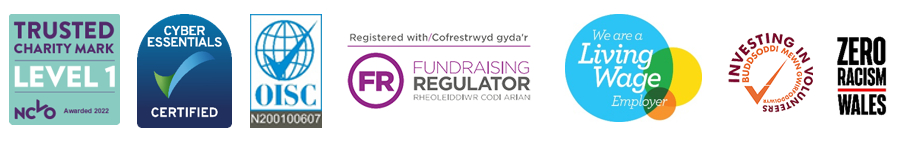 TRUSTED
CHARITY MARK
LEVEL 1
NCVO Awarded 2022
CYBER
ESSENTIALS
CERTIFIED
OISC
N200100607
Registered with/Cofrestrwyd gyda'r
FR
FUNDRAISING
REGULATOR
RHEOLEIDDIWR CODI ARIAN
We are a
Living
Wage
Employer
INVESTING IN VOLUNTEERS
BUDDSODDI MEWN GWIRFODDOLWYR
ZERO
RACISM
WALES